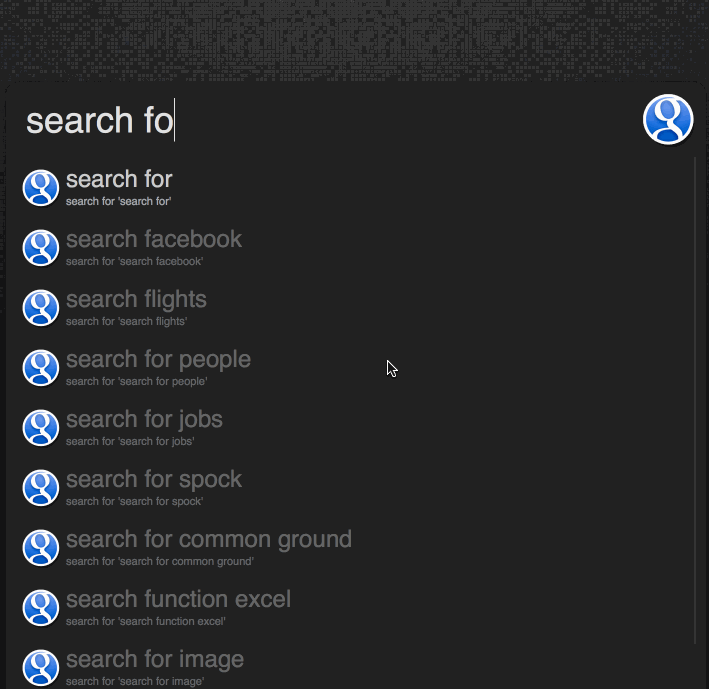 search fo
search for
search for 'search for'
search facebook
search for 'search facebook'
search flights
search for 'search flights'
search for people
search for 'search for people'
search for jobs
search for 'search for jobs'
search for spock
search for 'search for spock'
search for common ground
search for 'search for common ground'
search function excel
search for 'search function excel'
search for image
search for 'search for image'